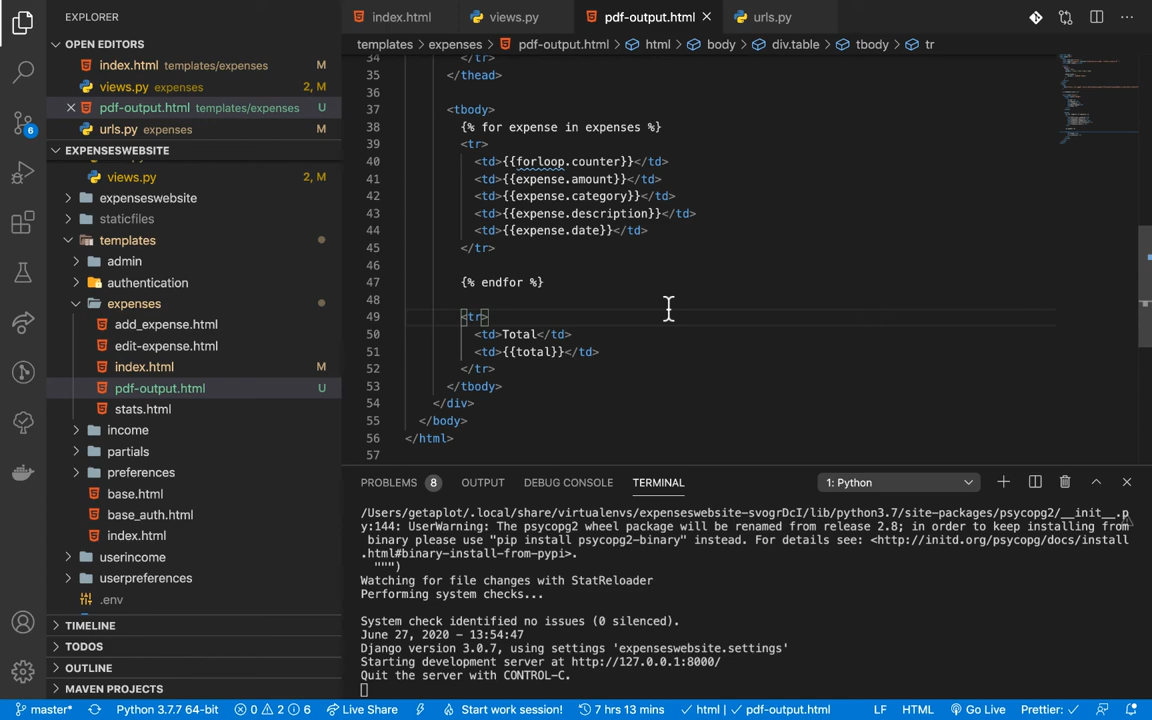 EXPLORER
OPEN EDITORS
index.html templates/expenses M
views.py expenses 2, M
pdf-output.html templates/expenses U
urls.py expenses M
EXPENSESWEBSITE
views.py 2, M
expenseswebsite
staticfiles
templates
admin
authentication
expenses
add_expense.html
edit-expense.html
index.html M
pdf-output.html U
stats.html
income
partials
preferences
base.html
base_auth.html
index.html
userincome
userpreferences
.env
TIMELINE
TODOS
OUTLINE
MAVEN PROJECTS
index.html views.py pdf-output.html urls.py
templates > expenses > pdf-output.html > html > body > div.table > tbody > tr
34 </tr>
35 </thead>
36
37 <tbody>
38 {% for expense in expenses %}
39 <tr>
40 <td>{{forloop.counter}}</td>
41 <td>{{expense.amount}}</td>
42 <td>{{expense.category}}</td>
43 <td>{{expense.description}}</td>
44 <td>{{expense.date}}</td>
45 </tr>
46
47 {% endfor %}
48
49 <tr>
50 <td>Total</td>
51 <td>{{total}}</td>
52 </tr>
53 </tbody>
54 </div>
55 </body>
56 </html>
57
PROBLEMS 8 OUTPUT DEBUG CONSOLE TERMINAL 1: Python
/Users/getaplot/.local/share/virtualenvs/expenseswebsite-svogrDcI/lib/python3.7/site-packages/psycopg2/__init__.p
y:144: UserWarning: The psycopg2 wheel package will be renamed from release 2.8; in order to keep installing from
binary please use "pip install psycopg2-binary" instead. For details see: <http://initd.org/psycopg/docs/install
.html#binary-install-from-pypi>.
""")
Watching for file changes with StatReloader
Performing system checks...
System check identified no issues (0 silenced).
June 27, 2020 - 13:54:47
Django version 3.0.7, using settings 'expenseswebsite.settings'
Starting development server at http://127.0.0.1:8000/
Quit the server with CONTROL-C.
6
master* Python 3.7.7 64-bit 0 2 6 Live Share Start work session! 7 hrs 13 mins html | pdf-output.html LF HTML Go Live Prettier: